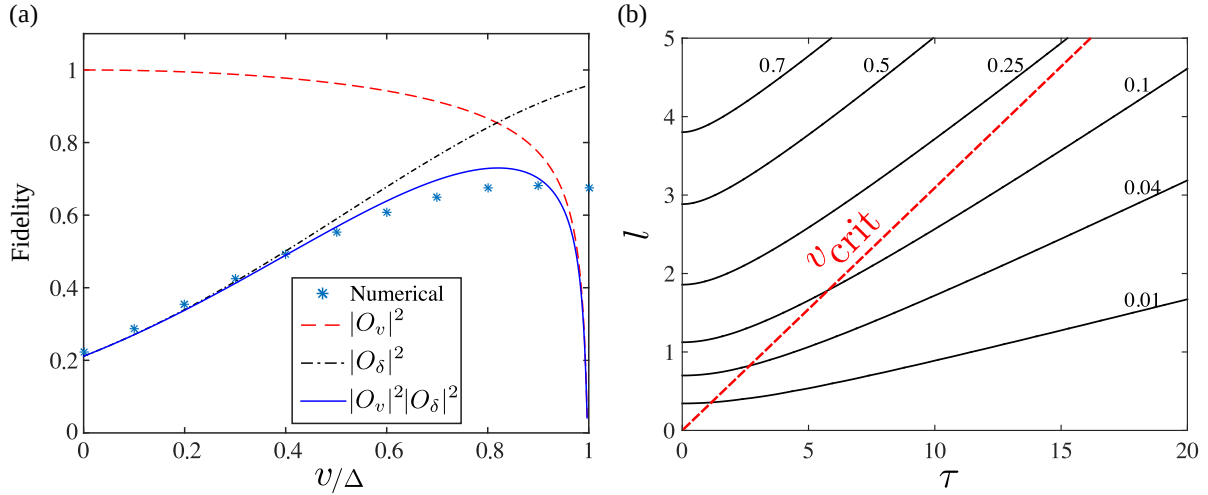 (a)
Fidelity
1
0.8
0.6
0.4
0.2
0
0 0.2 0.4 0.6 0.8 1
v/Δ
Numerical
|O_v|^2
|O_δ|^2
|O_v|^2|O_δ|^2
(b)
l
5
4
3
2
1
0
0 5 10 15 20
τ
0.7
0.5
0.25
0.1
0.04
0.01
v_crit